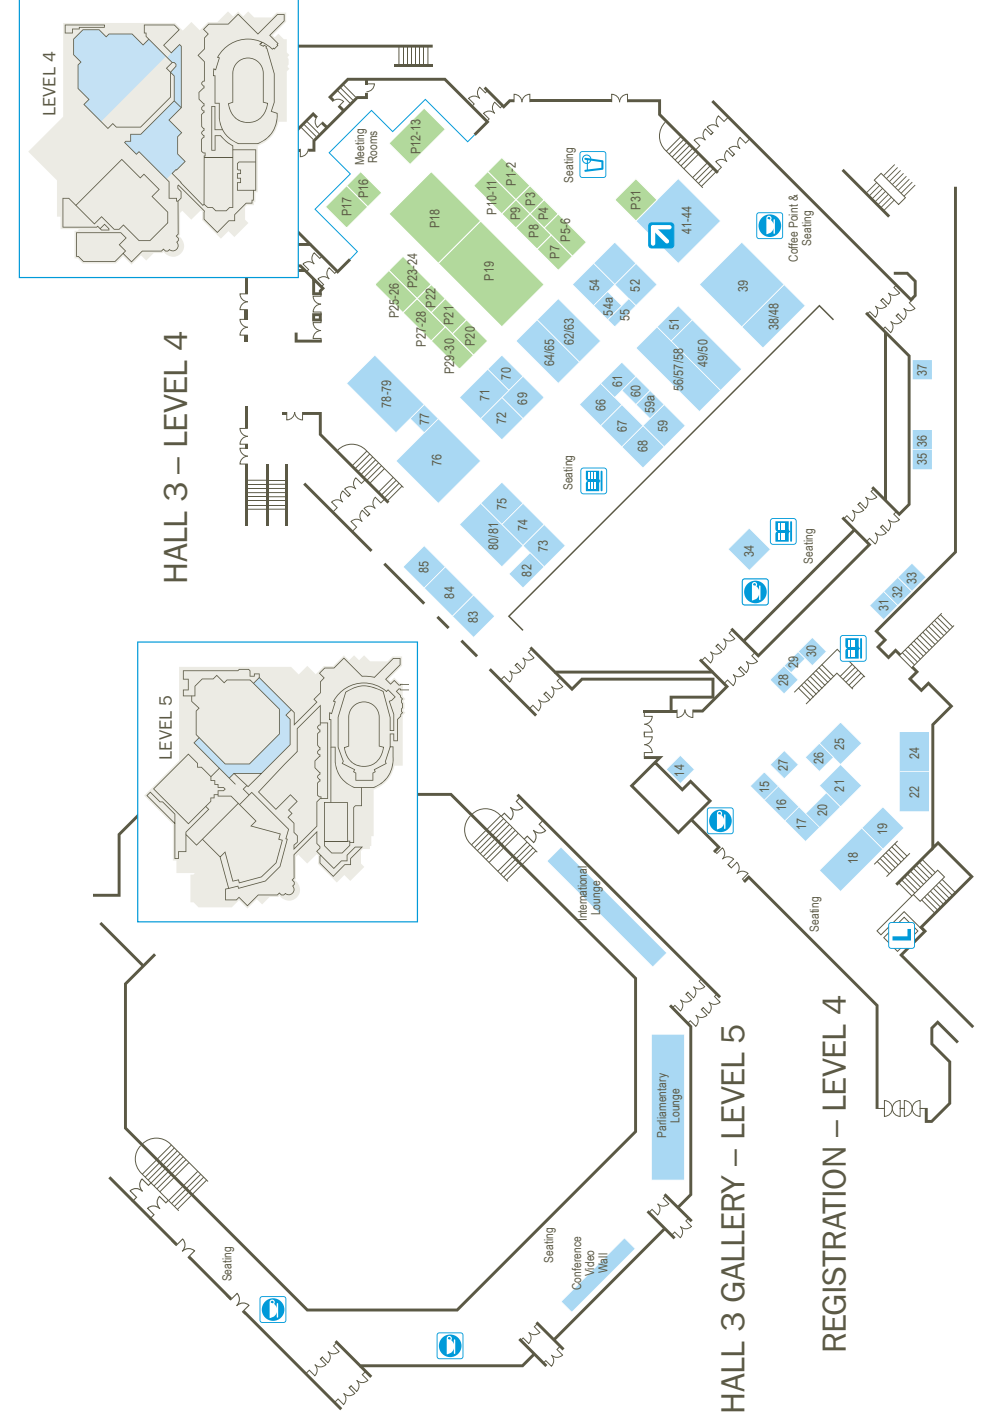 LEVEL 4
HALL 3 – LEVEL 4
Meeting
Rooms
P12-13
P16
P17
P18
P19
P10-11
P1-2
P9
P3
P8
P4
P7
P5-6
P31
41-44
Seating
Coffee Point &
Seating
P25-26
P23-24
P27-28
P22
P29-30
P21
P20
54
54a
55
52
39
38/48
64/65
62/63
51
56/57/58
49/50
78-79
77
76
71
70
72
69
66
61
60
59a
67
59
68
Seating
75
80/81
74
73
82
85
84
83
34
Seating
37
36
35
33
32
31
30
29
28
LEVEL 5
14
15
27
16
17
26
25
21
20
24
22
19
18
Seating
L
International
Lounge
Parliamentary
Lounge
Conference
Video
Wall
Seating
Seating
HALL 3 GALLERY – LEVEL 5
REGISTRATION – LEVEL 4